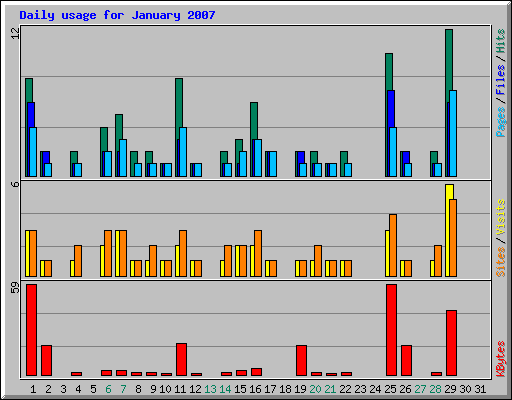 Daily usage for January 2007
12
6
59
Pages / Files / Hits
Sites / Visits
KBytes
1 2 3 4 5 6 7 8 9 10 11 12 13 14 15 16 17 18 19 20 21 22 23 24 25 26 27 28 29 30 31